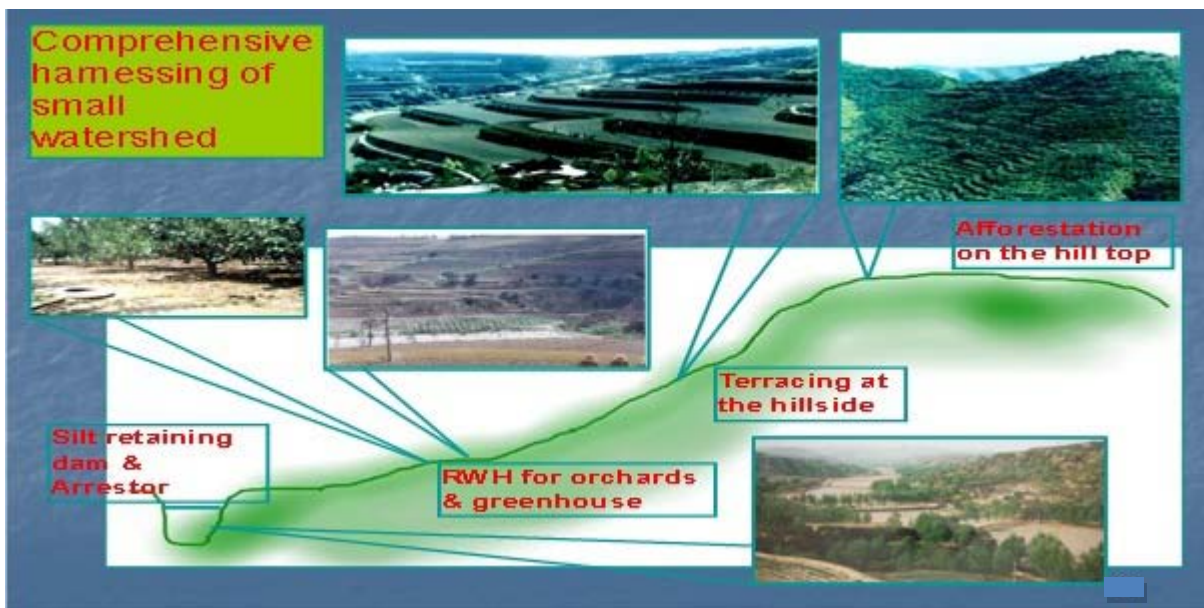 Comprehensive
harnessing of
small
watershed
Afforestation
on the hill top
Terracing at
the hillside
Silt retaining
dam &
Arrestor
RWH for orchards
& greenhouse